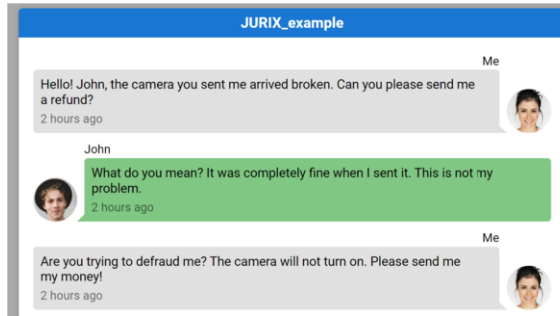 JURIX_example
Me
Hello! John, the camera you sent me arrived broken. Can you please send me
a refund?
2 hours ago
John
What do you mean? It was completely fine when I sent it. This is not my
problem.
2 hours ago
Me
Are you trying to defraud me? The camera will not turn on. Please send me
my money!
2 hours ago